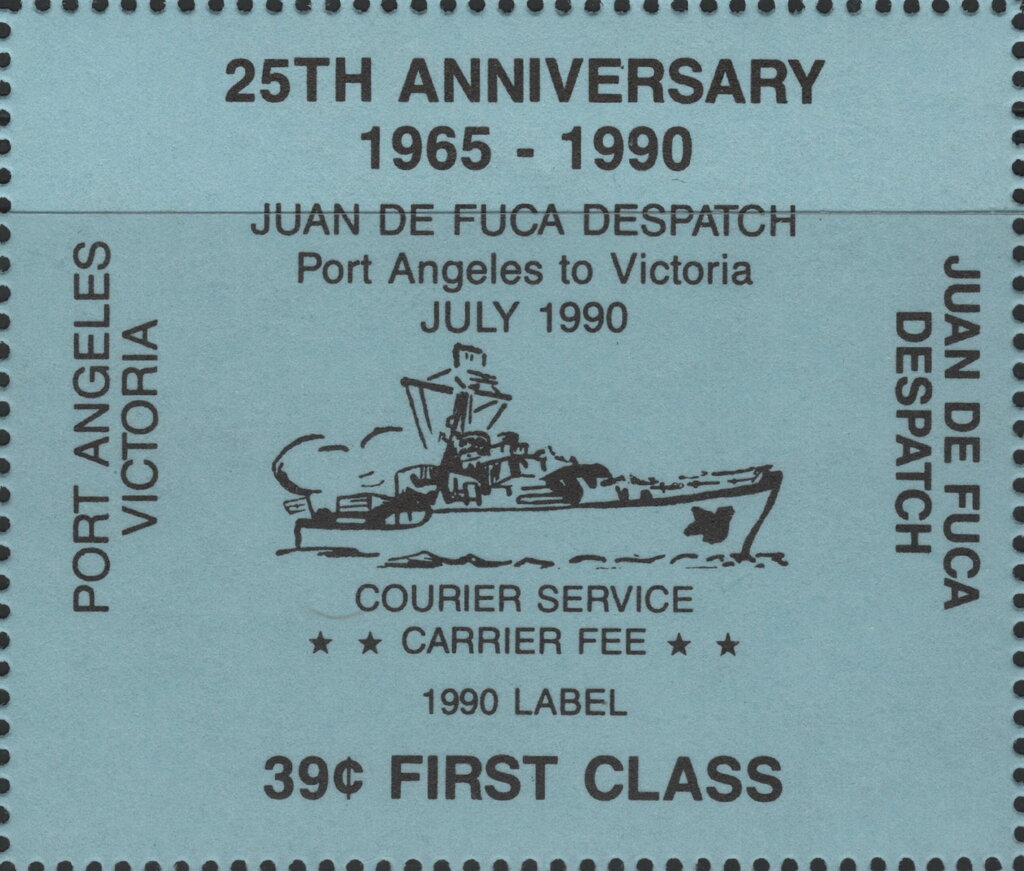 25TH ANNIVERSARY
1965 - 1990
JUAN DE FUCA DESPATCH
Port Angeles to Victoria
JULY 1990
PORT ANGELES
VICTORIA
JUAN DE FUCA
DESPATCH
COURIER SERVICE
★ ★ CARRIER FEE ★ ★
1990 LABEL
39¢ FIRST CLASS